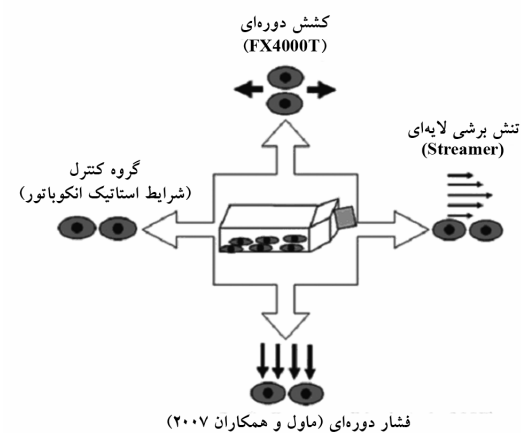 کشش دوره‌ای
(FX4000T)
تنش برشی لایه‌ای
(Streamer)
گروه کنترل
(شرایط استاتیک انکوباتور)
فشار دوره‌ای (ماول و همکاران ۲۰۰۷)